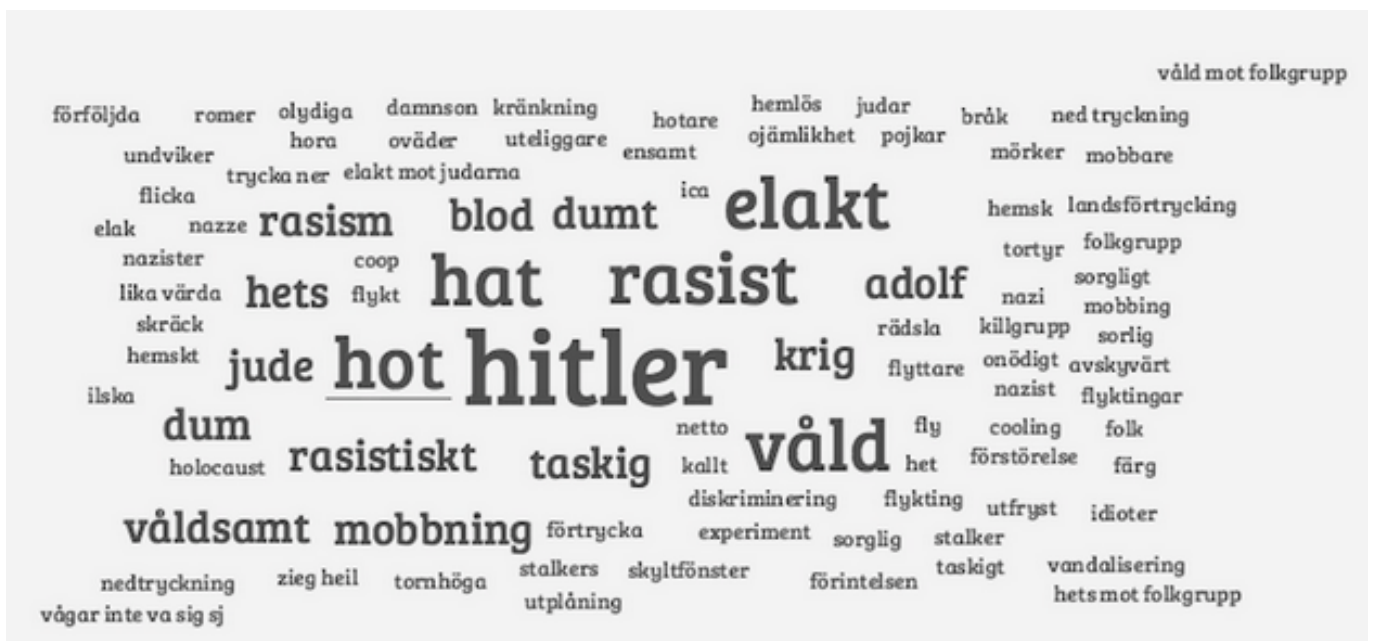 våld mot folkgrupp
förföljda romer olydiga damnson kränkning hotare hemlös judar bråk ned tryckning
undviker hora oväder uteliggare ensamt ojämlikhet pojkar mörker mobbare
flicka trycka ner elakt mot judarna ica elakt hemsk landsförtrycking
elak nazze rasism blod dumt tortyr folkgrupp
nazister coop hat rasist adolf sorgligt
lika värda hets flykt nazi mobbing
skräck rädsla killgrupp sorlig
hemskt jude hot hitler krig flyttare onödigt avskyvärt
ilska nazist flyktingar
dum netto våld fly cooling folk
holocaust rasistiskt taskig kallt het förstörelse färg
diskriminering flykting utfryst idioter
våldsamt mobbning förtrycka experiment sorglig stalker
nedtryckning zieg heil tornhöga stalkers skyltfönster förintelsen taskigt vandalisering
vågar inte va sig sj utplåning hets mot folkgrupp